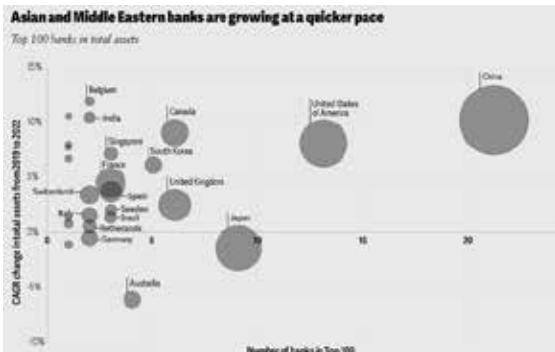 Asian and Middle Eastern banks are growing at a quicker pace
Top 100 banks in total assets
15%
China
Belgium
United States
of America
10%
India
Canada
Singapore
South Korea
France
5%
Switzerland
Spain
United Kingdom
Italy
Sweden
Brazil
Japan
Netherlands
0%
0
5
10
15
20
Germany
Australia
-5%
-10%
CAGR change in total assets from 2019 to 2022
Number of banks in Top 100